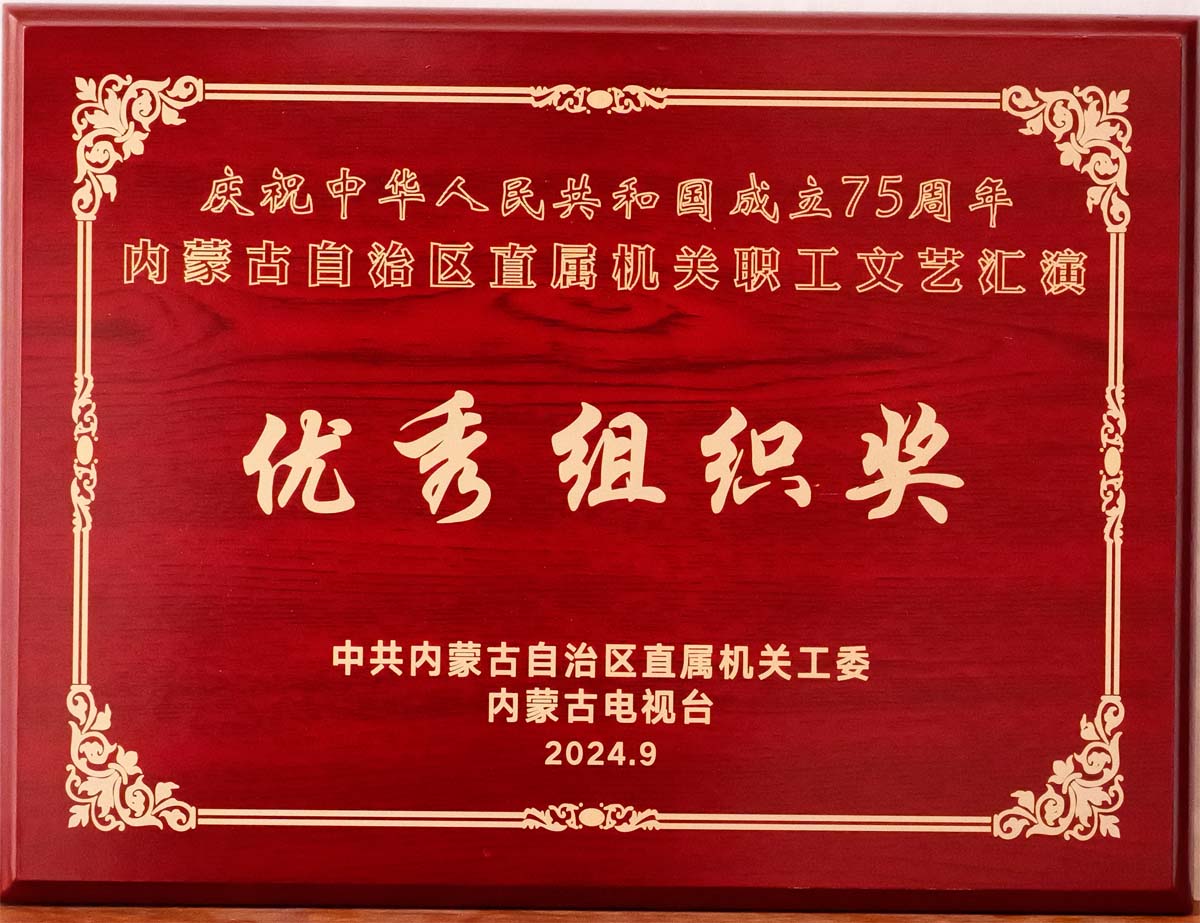 庆祝中华人民共和国成立75周年
内蒙古自治区直属机关职工文艺汇演
优秀组织奖
中共内蒙古自治区直属机关工委
内蒙古电视台
2024.9